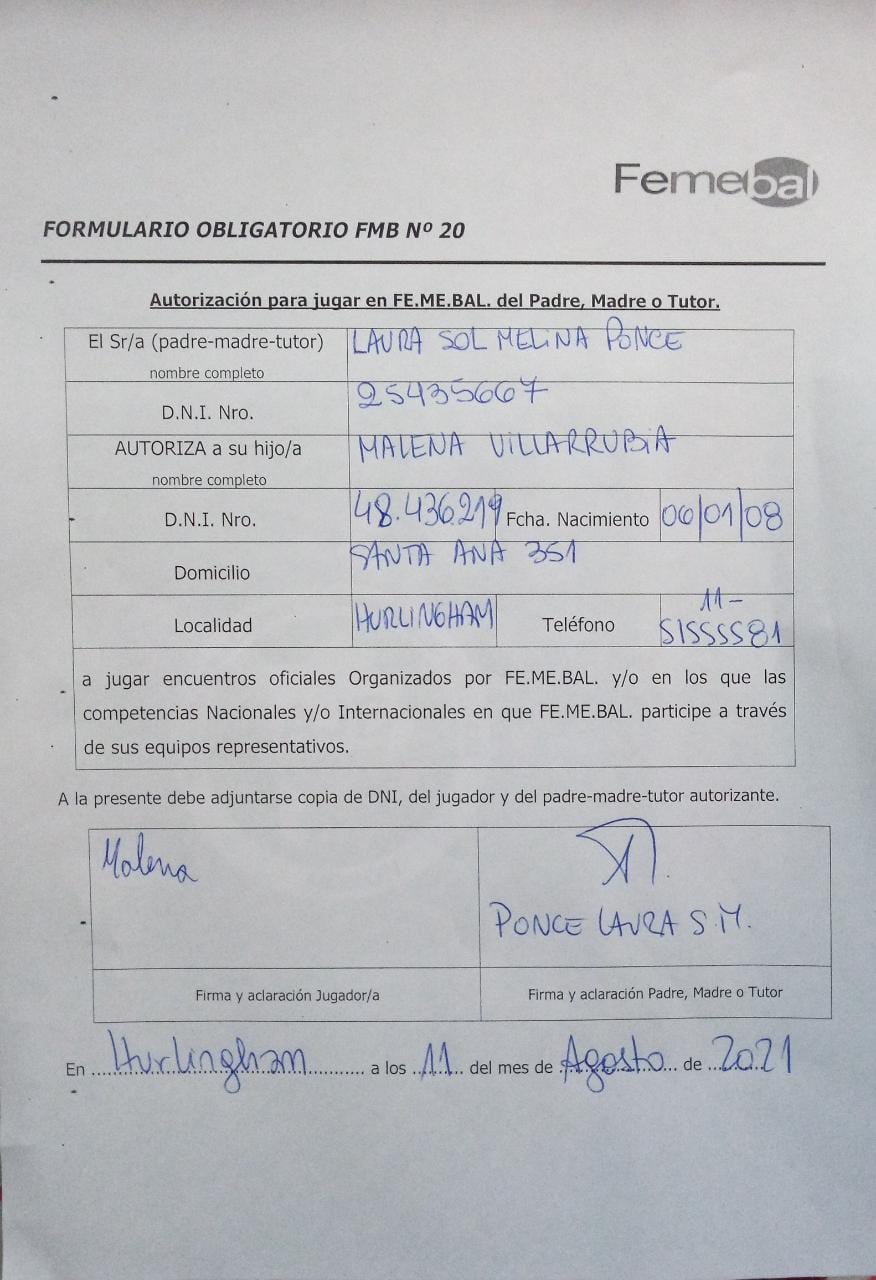 Femebal
FORMULARIO OBLIGATORIO FMB Nº 20
Autorización para jugar en FE.ME.BAL. del Padre, Madre o Tutor.
El Sr/a (padre-madre-tutor) LAURA SOL MELINA PONCE
nombre completo
D.N.I. Nro. 25435667
AUTORIZA a su hijo/a MALENA VILLARRUBIA
nombre completo
D.N.I. Nro. 48.436.219 Fcha. Nacimiento 06/01/08
Domicilio SANTA ANA 351
Localidad HURLINGHAM Teléfono 11-
51555581
a jugar encuentros oficiales Organizados por FE.ME.BAL. y/o en los que las
competencias Nacionales y/o Internacionales en que FE.ME.BAL. participe a través
de sus equipos representativos.
A la presente debe adjuntarse copia de DNI, del jugador y del padre-madre-tutor autorizante.
Malena
PONCE LAURA S.M.
Firma y aclaración Jugador/a Firma y aclaración Padre, Madre o Tutor
En Hurlingham a los 11 del mes de Agosto de 2021